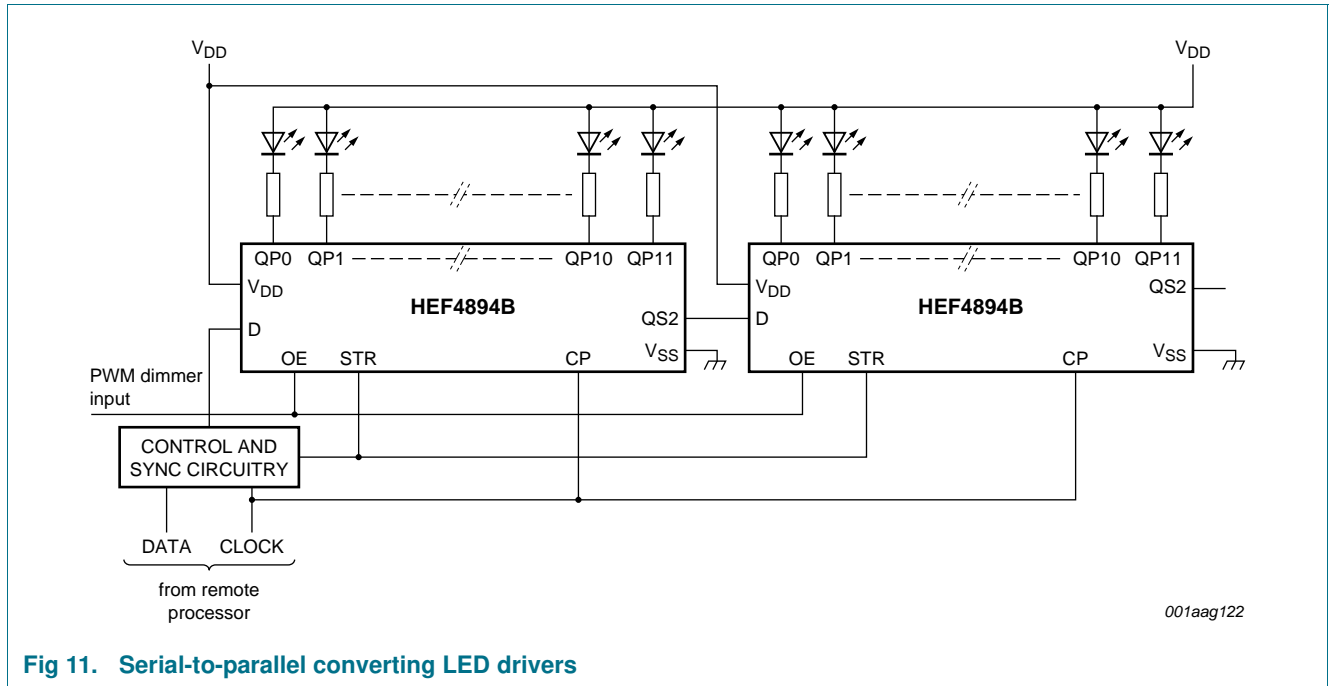 VDD
VDD
QP0 QP1 QP10 QP11
QP0 QP1 QP10 QP11
VDD
HEF4894B
QS2
D
VSS
OE STR CP
VDD
HEF4894B
QS2
D
VSS
OE STR CP
PWM dimmer
input
CONTROL AND
SYNC CIRCUITRY
DATA CLOCK
from remote
processor
001aag122
Fig 11. Serial-to-parallel converting LED drivers